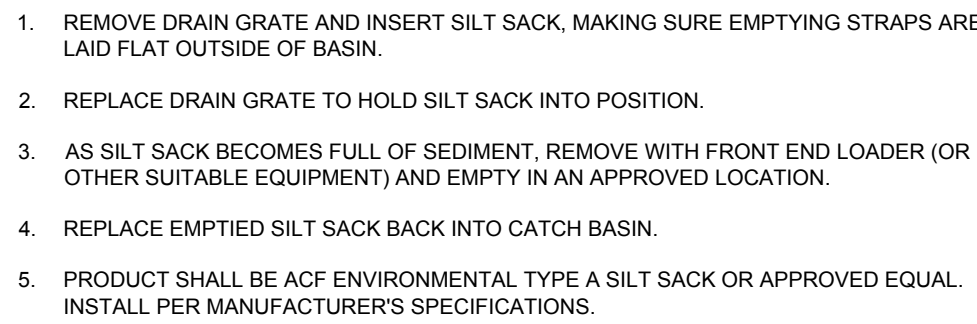 1. REMOVE DRAIN GRATE AND INSERT SILT SACK, MAKING SURE EMPTYING STRAPS ARE
LAID FLAT OUTSIDE OF BASIN.
2. REPLACE DRAIN GRATE TO HOLD SILT SACK INTO POSITION.
3. AS SILT SACK BECOMES FULL OF SEDIMENT, REMOVE WITH FRONT END LOADER (OR
OTHER SUITABLE EQUIPMENT) AND EMPTY IN AN APPROVED LOCATION.
4. REPLACE EMPTIED SILT SACK BACK INTO CATCH BASIN.
5. PRODUCT SHALL BE ACF ENVIRONMENTAL TYPE A SILT SACK OR APPROVED EQUAL.
INSTALL PER MANUFACTURER'S SPECIFICATIONS.